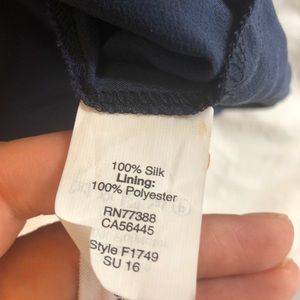 100% Silk
Lining:
100% Polyester
RN77388
CA56445
Style F1749
SU 16